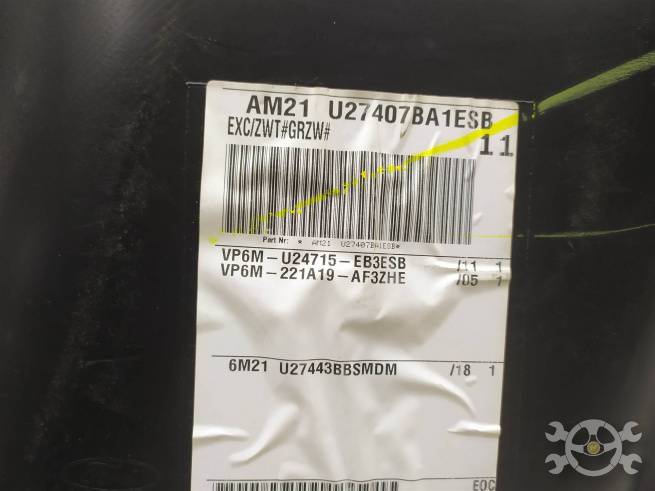 AM21 U27407BA1ESB
EXC/ZWT#GRZW#
11
Part Nr: * AM21 U27407BA1ESB*
VP6M-U24715-EB3ESB /11 1
VP6M-221A19-AF3ZHE /05 1
6M21 U27443BBSMDM /18 1
EOC